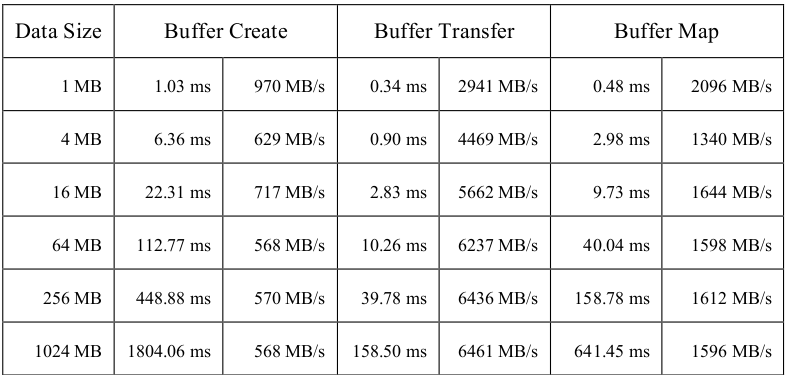 Data Size Buffer Create Buffer Transfer Buffer Map
1 MB 1.03 ms 970 MB/s 0.34 ms 2941 MB/s 0.48 ms 2096 MB/s
4 MB 6.36 ms 629 MB/s 0.90 ms 4469 MB/s 2.98 ms 1340 MB/s
16 MB 22.31 ms 717 MB/s 2.83 ms 5662 MB/s 9.73 ms 1644 MB/s
64 MB 112.77 ms 568 MB/s 10.26 ms 6237 MB/s 40.04 ms 1598 MB/s
256 MB 448.88 ms 570 MB/s 39.78 ms 6436 MB/s 158.78 ms 1612 MB/s
1024 MB 1804.06 ms 568 MB/s 158.50 ms 6461 MB/s 641.45 ms 1596 MB/s